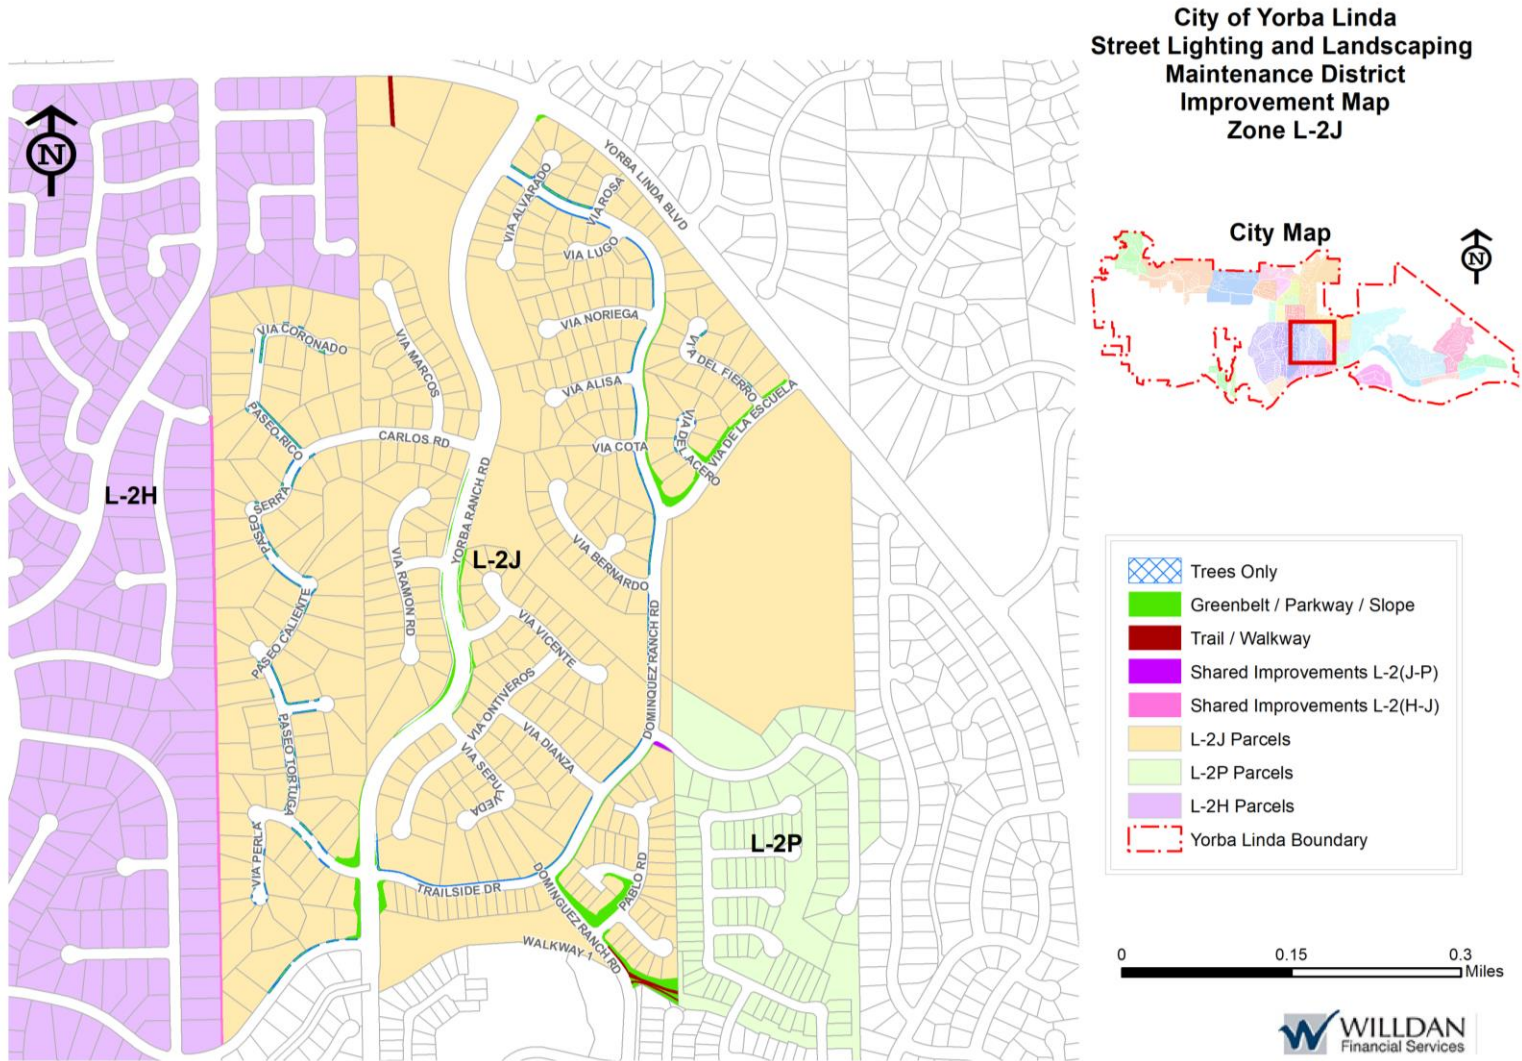 City of Yorba Linda
Street Lighting and Landscaping
Maintenance District
Improvement Map
Zone L-2J
N
City Map
N
YORBA LINDA BLVD
VIA ALVARADO
VIA ROSA
VIA LUGO
VIA NORIEGA
VIA CORONADO
VIA MARCOS
VIA DEL FIERRO
VIA ALISA
VIA DE LA ESCUELA
PASEO RICO
CARLOS RD
VIA COTA
VIA DEL ACERO
L-2H
PASEO SERRA
YORBA RANCH RD
L-2J
VIA BERNARDO
VIA RAMON RD
PASEO CALIENTE
VIA VICENTE
DOMINQUEZ RANCH RD
VIA ONTIVEROS
VIA DIANZA
PASEO TORTUGA
VIA SEPULVEDA
L-2P
VIA PERLA
TRAILSIDE DR
PABLO RD
DOMINGUEZ RANCH RD
WALKWAY 1
Trees Only
Greenbelt / Parkway / Slope
Trail / Walkway
Shared Improvements L-2(J-P)
Shared Improvements L-2(H-J)
L-2J Parcels
L-2P Parcels
L-2H Parcels
Yorba Linda Boundary
0 0.15 0.3
Miles
WILLDAN
Financial Services